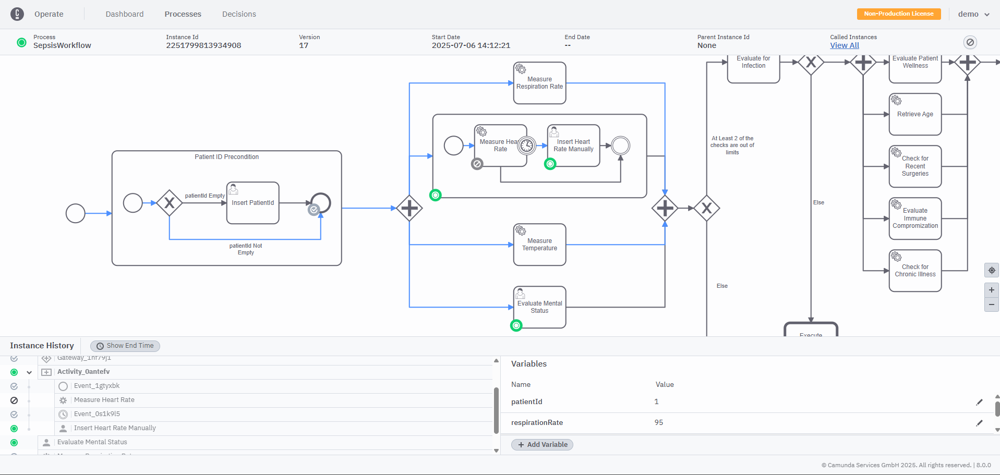 Operate
Dashboard
Processes
Decisions
Non-Production License
demo
Process
SepsisWorkflow
Instance Id
2251799813934908
Version
17
Start Date
2025-07-06 14:12:21
End Date
--
Parent Instance Id
None
Called Instances
View All
Measure
Respiration Rate
Evaluate for
Infection
Evaluate Patient
Wellness
Retrieve Age
Measure Hea
Rate
Insert Heart
Rate Manually
At Least 2 of the
checks are out of
limits
Check for
Recent
Surgeries
Patient ID Precondition
patientId Empty
Insert PatientId
patientId Not
Empty
Else
Evaluate
Immune
Compromization
Measure
Temperature
Check for
Chronic Illness
Else
Evaluate Mental
Status
Execute
Instance History
Show End Time
Gateway_1nf79j1
Activity_0antefv
Event_1gtyxbk
Measure Heart Rate
Event_0s1k9l5
Insert Heart Rate Manually
Evaluate Mental Status
Variables
Name
Value
patientId
1
respirationRate
95
+ Add Variable
© Camunda Services GmbH 2025. All rights reserved. | 8.0.0